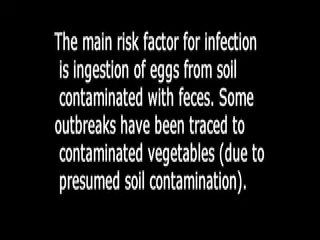 The main risk factor for infection
is ingestion of eggs from soil
contaminated with feces. Some
outbreaks have been traced to
contaminated vegetables (due to
presumed soil contamination).